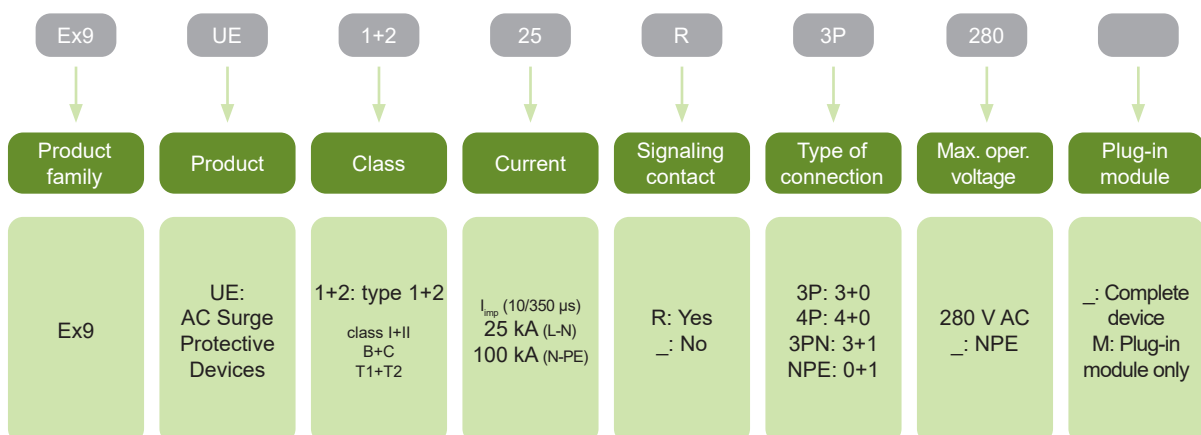 Ex9
UE
1+2
25
R
3P
280
Product
family
Product
Class
Current
Signaling
contact
Type of
connection
Max. oper.
voltage
Plug-in
module
Ex9
UE:
AC Surge
Protective
Devices
1+2: type 1+2
class I+II
B+C
T1+T2
Iimp (10/350 µs)
25 kA (L-N)
100 kA (N-PE)
R: Yes
_: No
3P: 3+0
4P: 4+0
3PN: 3+1
NPE: 0+1
280 V AC
_: NPE
_: Complete
device
M: Plug-in
module only